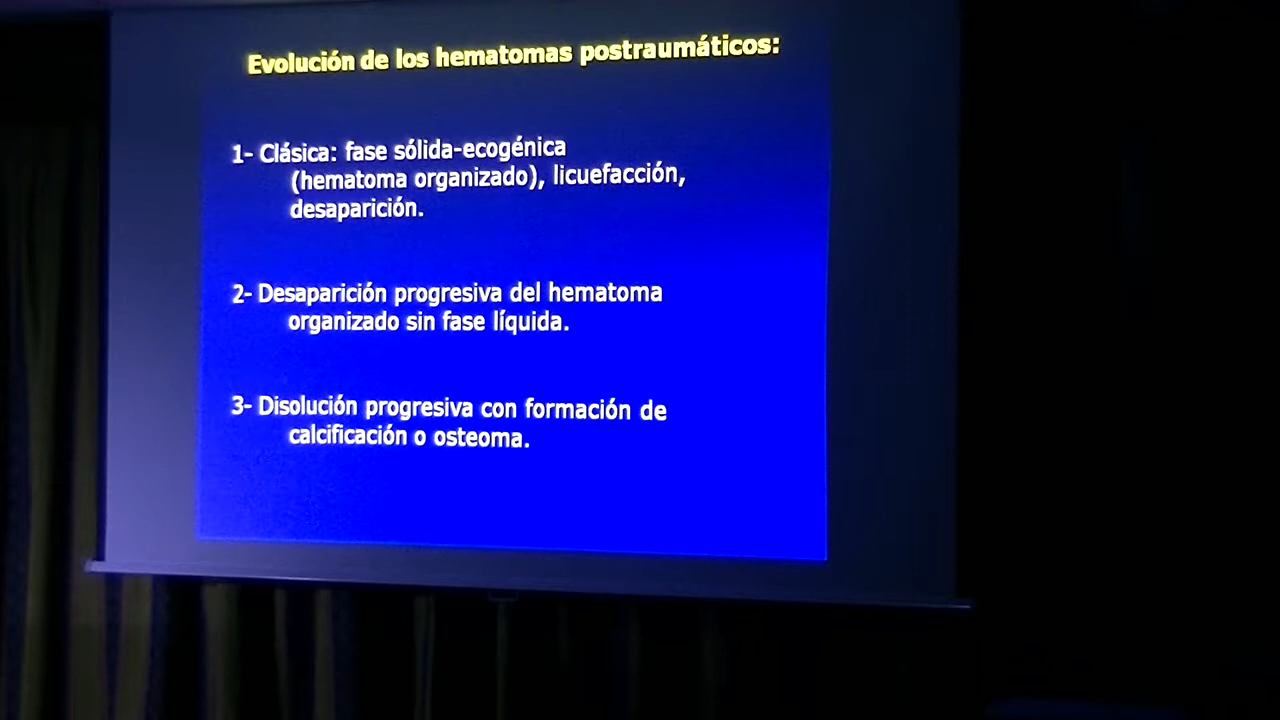 Evolución de los hematomas postraumáticos:
1- Clásica: fase sólida-ecogénica
(hematoma organizado), licuefacción,
desaparición.
2- Desaparición progresiva del hematoma
organizado sin fase líquida.
3- Disolución progresiva con formación de
calcificación o osteoma.